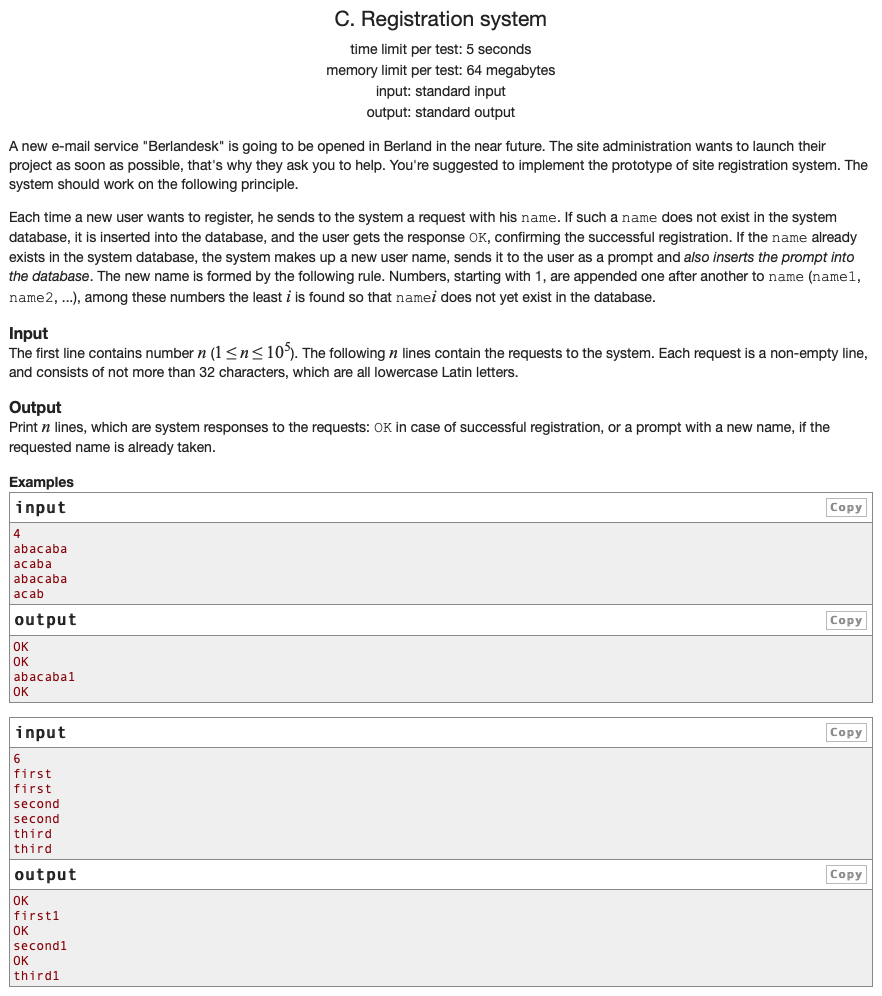 C. Registration system
time limit per test: 5 seconds
memory limit per test: 64 megabytes
input: standard input
output: standard output
A new e-mail service "Berlandesk" is going to be opened in Berland in the near future. The site administration wants to launch their
project as soon as possible, that's why they ask you to help. You're suggested to implement the prototype of site registration system. The
system should work on the following principle.
Each time a new user wants to register, he sends to the system a request with his name. If such a name does not exist in the system
database, it is inserted into the database, and the user gets the response OK, confirming the successful registration. If the name already
exists in the system database, the system makes up a new user name, sends it to the user as a prompt and also inserts the prompt into
the database. The new name is formed by the following rule. Numbers, starting with 1, are appended one after another to name (name1,
name2, ...), among these numbers the least i is found so that namei does not yet exist in the database.
Input
The first line contains number n (1 ≤ n ≤ 10⁵). The following n lines contain the requests to the system. Each request is a non-empty line,
and consists of not more than 32 characters, which are all lowercase Latin letters.
Output
Print n lines, which are system responses to the requests: OK in case of successful registration, or a prompt with a new name, if the
requested name is already taken.
Examples
input Copy
4
abacaba
acaba
abacaba
acab
output Copy
OK
OK
abacaba1
OK
input Copy
6
first
first
second
second
third
third
output Copy
OK
first1
OK
second1
OK
third1